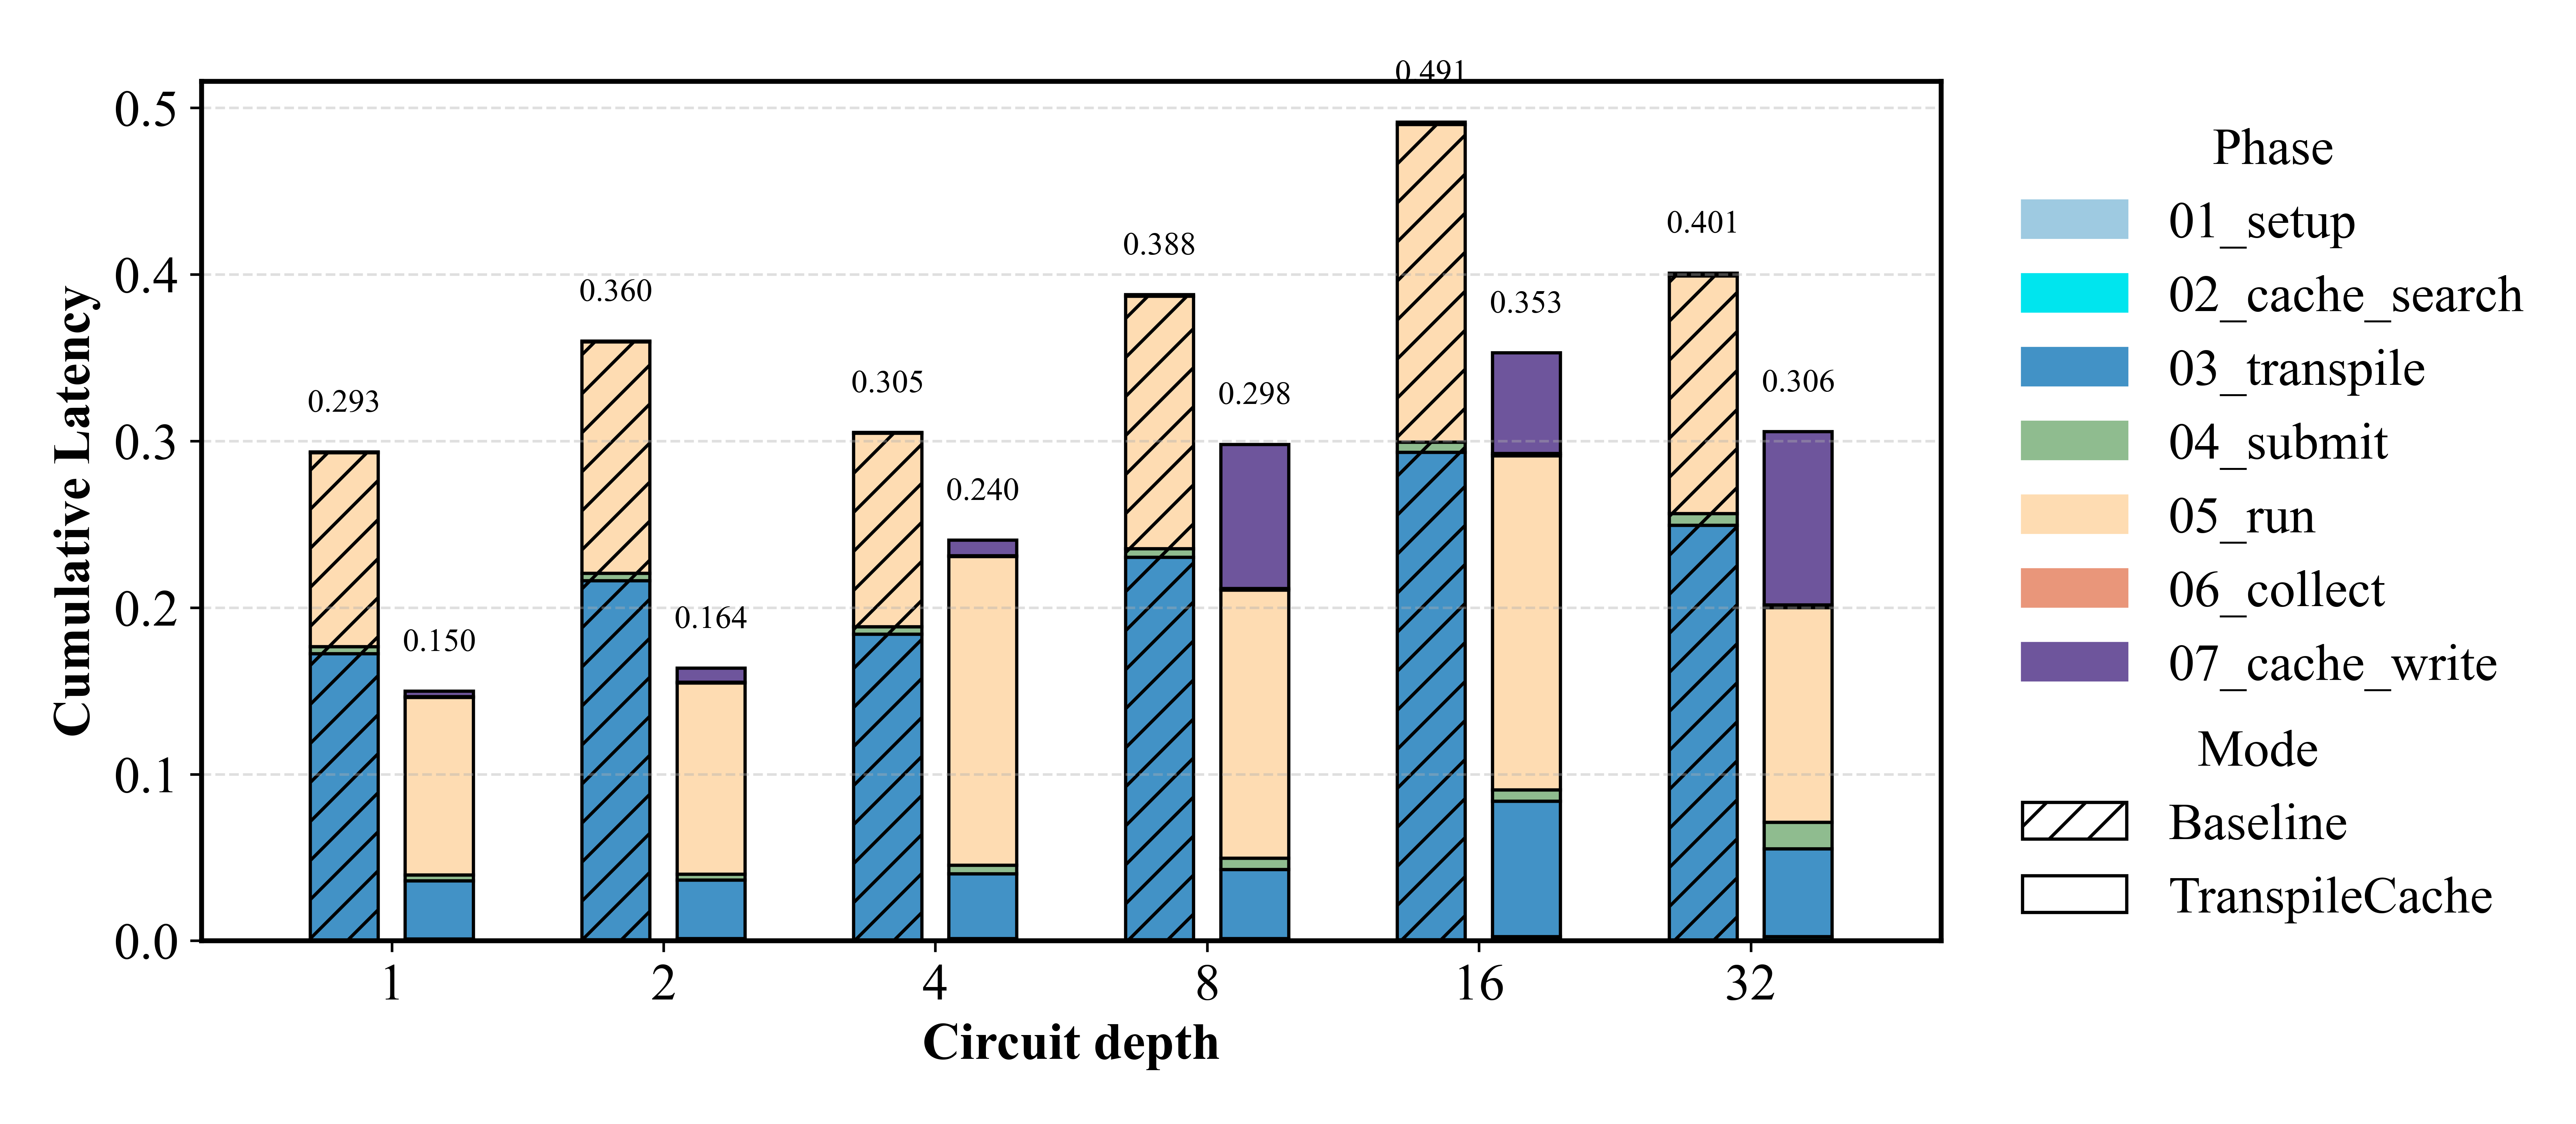 0.491
0.5
0.401
0.388
0.4
0.360
0.353
0.305
0.306
0.293
0.298
0.3
0.240
0.2
0.164
0.150
0.1
0.0
Cumulative Latency
1 2 4 8 16 32
Circuit depth
Phase
01_setup
02_cache_search
03_transpile
04_submit
05_run
06_collect
07_cache_write
Mode
Baseline
TranspileCache